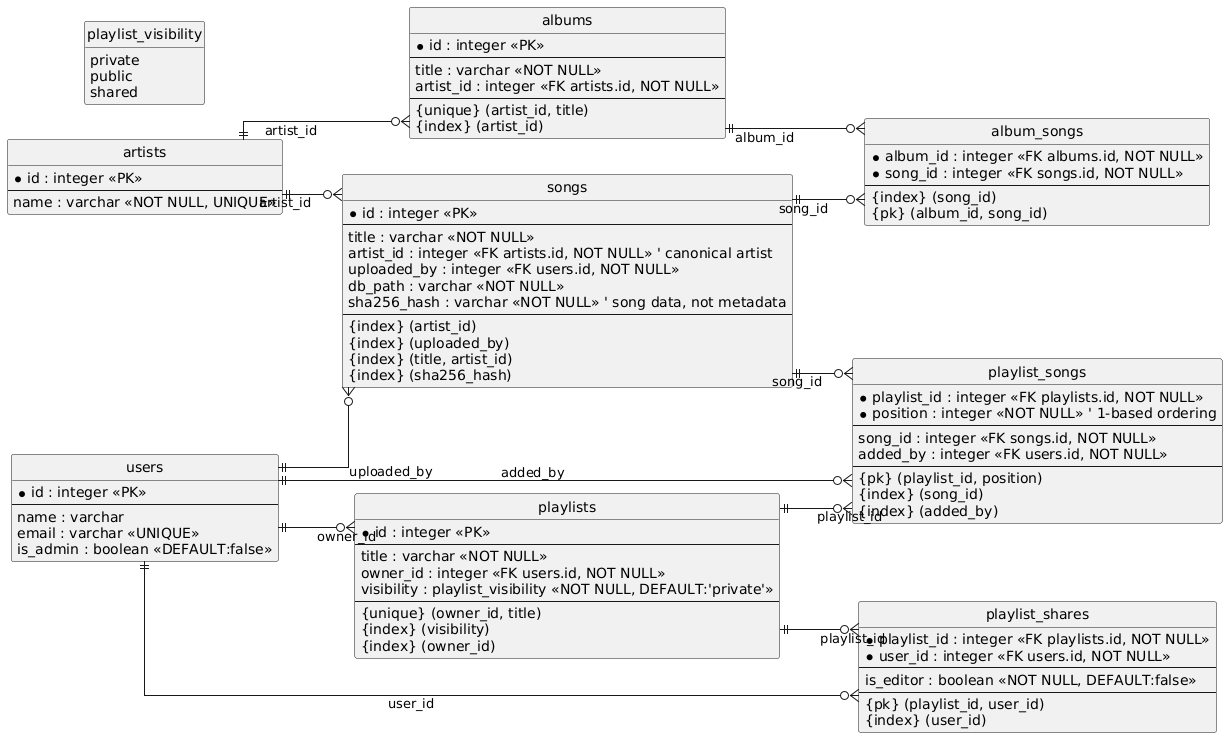 playlist_visibility
private
public
shared
albums
id : integer «PK»
title : varchar «NOT NULL»
artist_id : integer «FK artists.id, NOT NULL»
{unique} (artist_id, title)
{index} (artist_id)
artist_id
album_id
album_songs
album_id : integer «FK albums.id, NOT NULL»
song_id : integer «FK songs.id, NOT NULL»
{index} (song_id)
{pk} (album_id, song_id)
artists
id : integer «PK»
name : varchar «NOT NULL, UNIQUE»
artist_id
songs
id : integer «PK»
title : varchar «NOT NULL»
artist_id : integer «FK artists.id, NOT NULL» ' canonical artist
uploaded_by : integer «FK users.id, NOT NULL»
db_path : varchar «NOT NULL»
sha256_hash : varchar «NOT NULL» ' song data, not metadata
{index} (artist_id)
{index} (uploaded_by)
{index} (title, artist_id)
{index} (sha256_hash)
song_id
song_id
playlist_songs
playlist_id : integer «FK playlists.id, NOT NULL»
position : integer «NOT NULL» ' 1-based ordering
song_id : integer «FK songs.id, NOT NULL»
added_by : integer «FK users.id, NOT NULL»
{pk} (playlist_id, position)
{index} (song_id)
{index} (added_by)
users
id : integer «PK»
name : varchar
email : varchar «UNIQUE»
is_admin : boolean «DEFAULT:false»
uploaded_by
added_by
owner_id
playlist_id
playlists
id : integer «PK»
title : varchar «NOT NULL»
owner_id : integer «FK users.id, NOT NULL»
visibility : playlist_visibility «NOT NULL, DEFAULT:'private'»
{unique} (owner_id, title)
{index} (visibility)
{index} (owner_id)
playlist_id
playlist_shares
playlist_id : integer «FK playlists.id, NOT NULL»
user_id : integer «FK users.id, NOT NULL»
is_editor : boolean «NOT NULL, DEFAULT:false»
{pk} (playlist_id, user_id)
{index} (user_id)
user_id